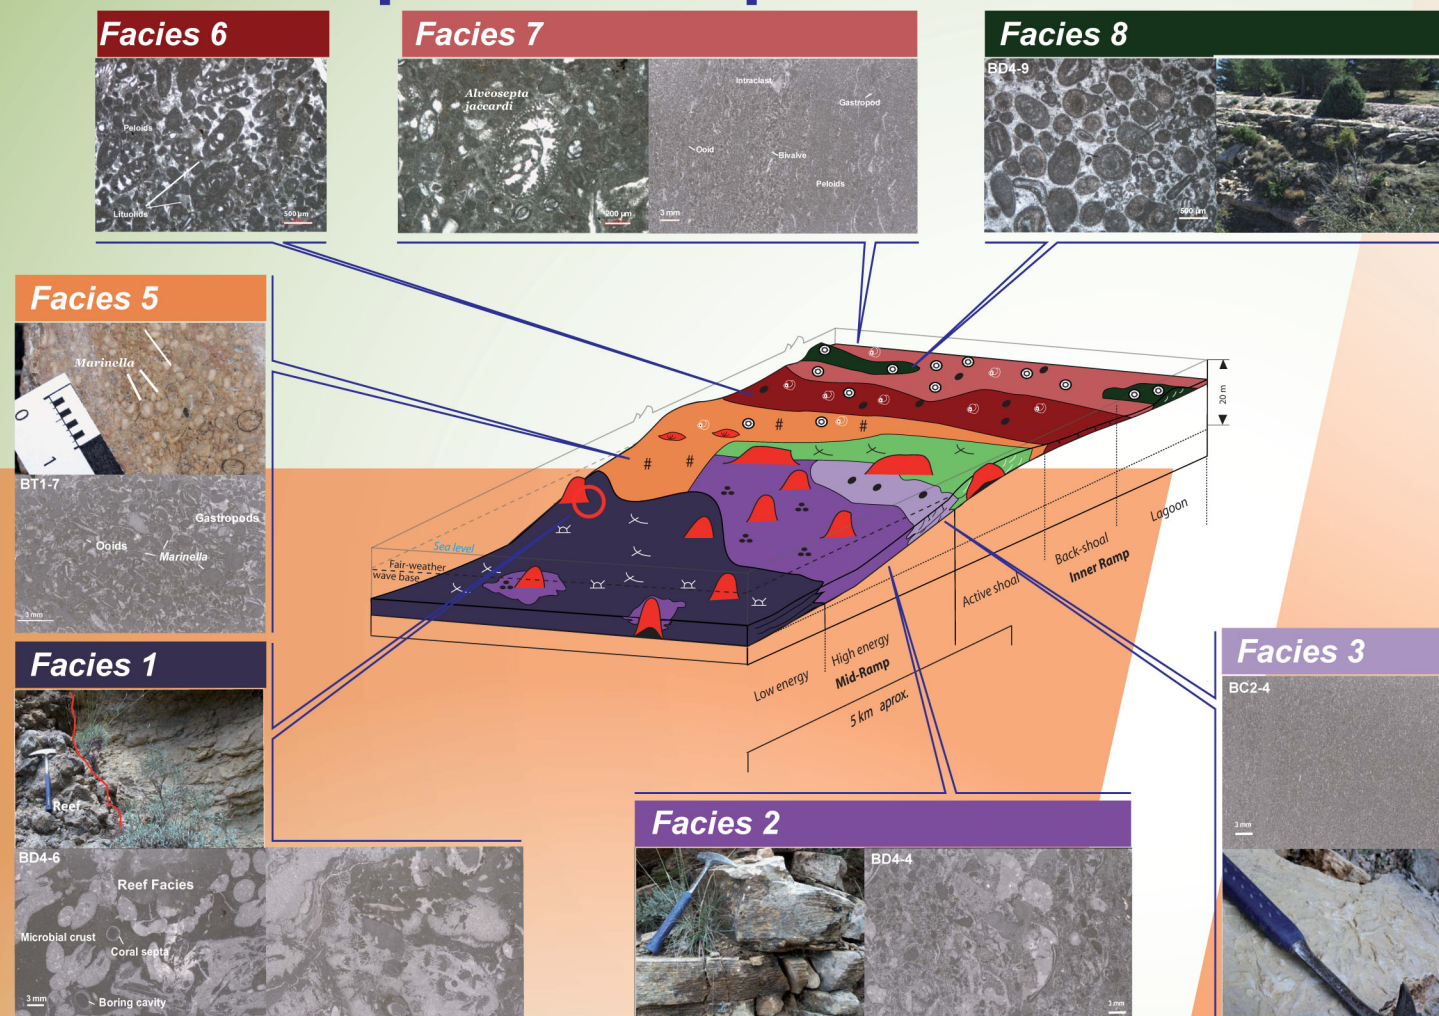 Facies 6
Peloids
Lituolids
500 µm
Facies 7
Alveosepta
jaccardi
200 µm
Intraclast
Gastropod
Ooid
Bivalve
Peloids
3 mm
Facies 8
BD4-9
500 µm
Facies 5
Marinella
0
1
BT1-7
Gastropods
Ooids
Marinella
3 mm
Sea level
Fair-weather
wave base
20 m
Lagoon
Back-shoal
Inner Ramp
Active shoal
High energy
Mid-Ramp
Low energy
5 km aprox.
Facies 1
Reef
BD4-6
Reef Facies
Microbial crust
Coral septa
Boring cavity
3 mm
Facies 2
BD4-4
3 mm
Facies 3
BC2-4
3 mm